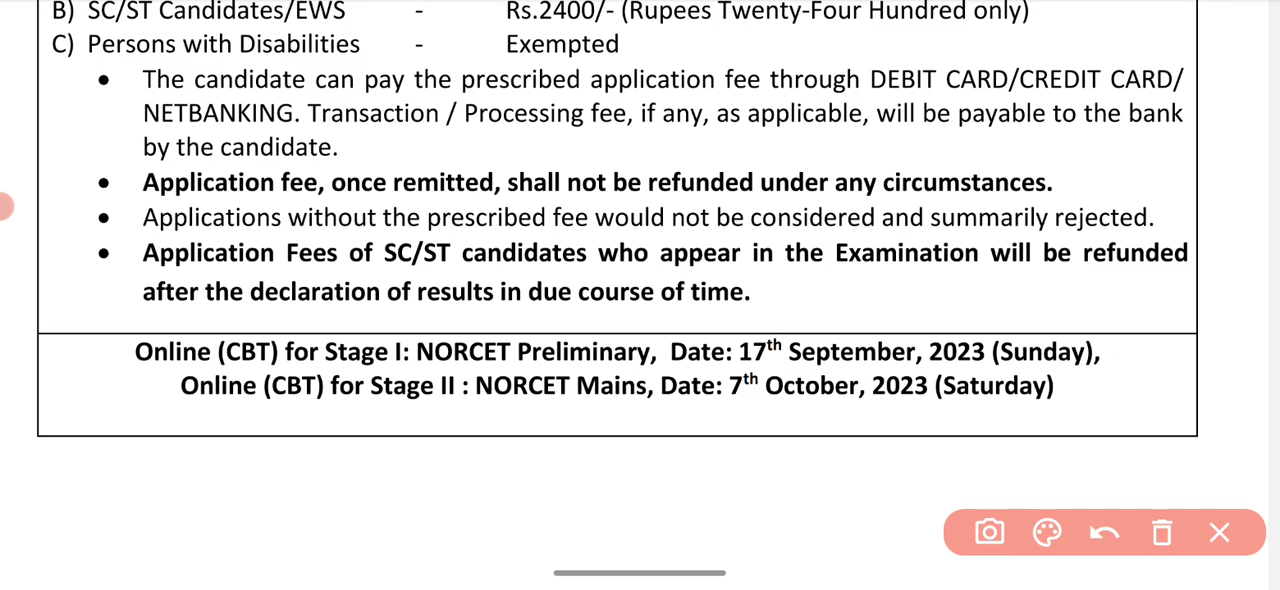 B) SC/ST Candidates/EWS - Rs.2400/- (Rupees Twenty-Four Hundred only)
C) Persons with Disabilities - Exempted
• The candidate can pay the prescribed application fee through DEBIT CARD/CREDIT CARD/
NETBANKING. Transaction / Processing fee, if any, as applicable, will be payable to the bank
by the candidate.
• Application fee, once remitted, shall not be refunded under any circumstances.
• Applications without the prescribed fee would not be considered and summarily rejected.
• Application Fees of SC/ST candidates who appear in the Examination will be refunded
after the declaration of results in due course of time.
Online (CBT) for Stage I: NORCET Preliminary, Date: 17th September, 2023 (Sunday),
Online (CBT) for Stage II : NORCET Mains, Date: 7th October, 2023 (Saturday)